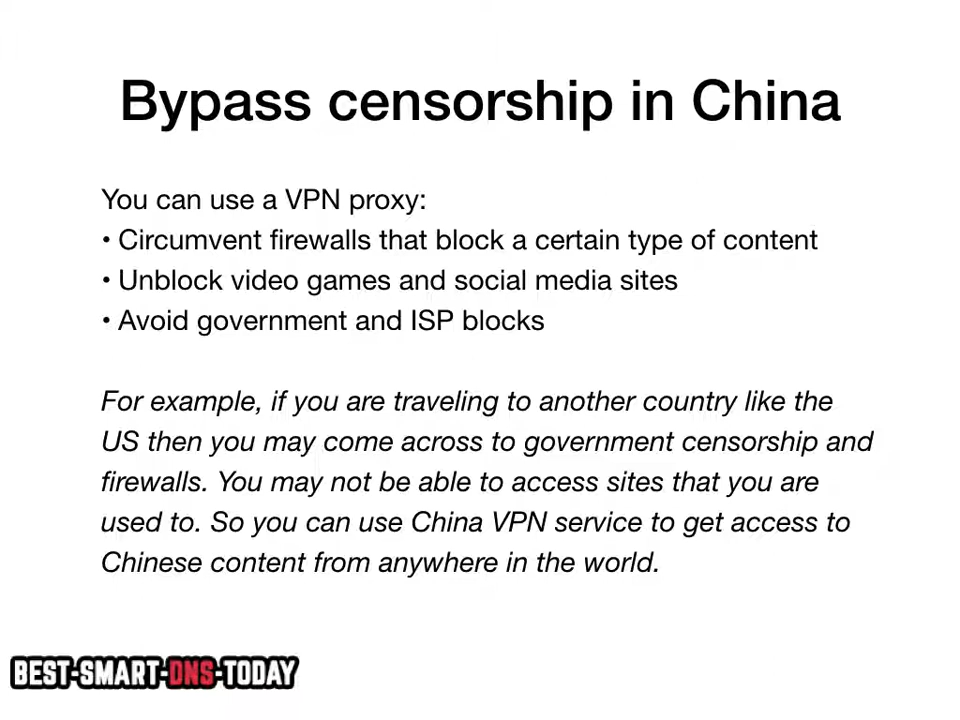 Bypass censorship in China
You can use a VPN proxy:
• Circumvent firewalls that block a certain type of content
• Unblock video games and social media sites
• Avoid government and ISP blocks
For example, if you are traveling to another country like the
US then you may come across to government censorship and
firewalls. You may not be able to access sites that you are
used to. So you can use China VPN service to get access to
Chinese content from anywhere in the world.
BEST-SMART-DNS-TODAY